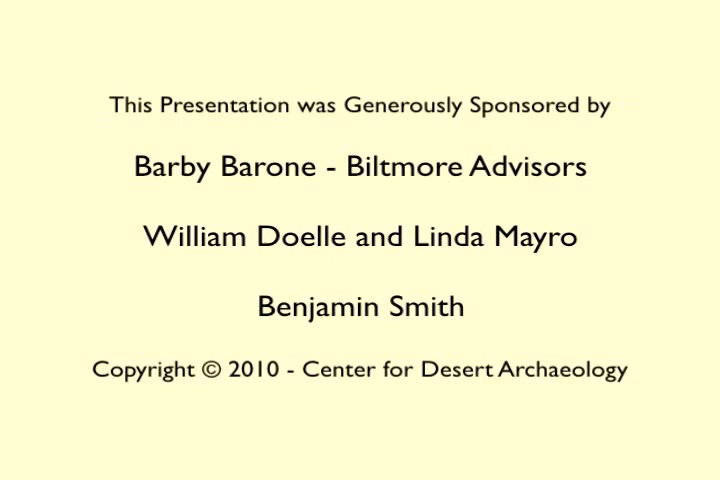 This Presentation was Generously Sponsored by
Barby Barone - Biltmore Advisors
William Doelle and Linda Mayro
Benjamin Smith
Copyright © 2010 - Center for Desert Archaeology